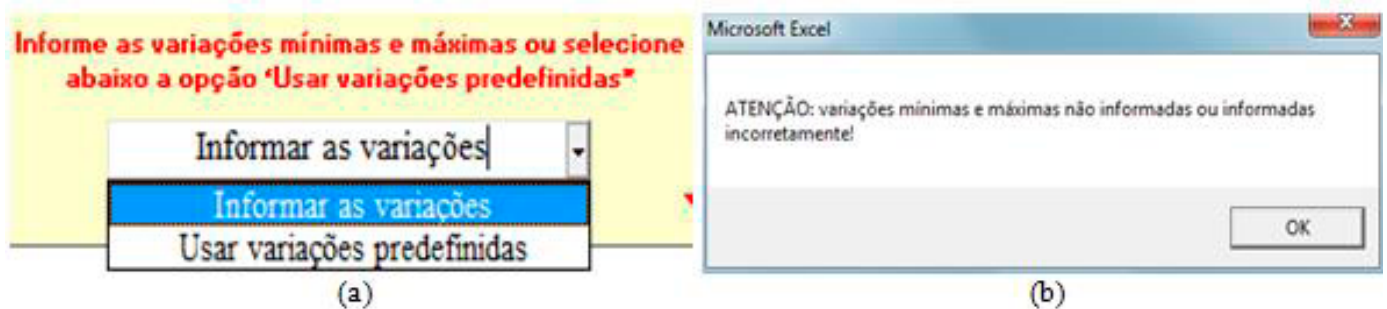 Informe as variações mínimas e máximas ou selecione
abaixo a opção ‘Usar variações predefinidas"
Informar as variações
Informar as variações
Usar variações predefinidas
(a)
Microsoft Excel
ATENÇÃO: variações mínimas e máximas não informadas ou informadas
incorretamente!
OK
(b)